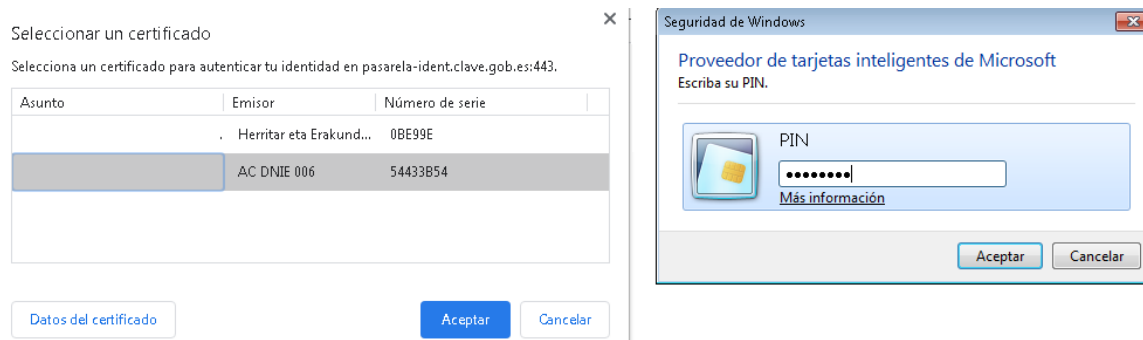 Seleccionar un certificado
Selecciona un certificado para autenticar tu identidad en pasarela-ident.clave.gob.es:443.
Asunto Emisor Número de serie
. Herritar eta Erakund... 0BE99E
AC DNIE 006 54433B54
Datos del certificado Aceptar Cancelar
Seguridad de Windows
Proveedor de tarjetas inteligentes de Microsoft
Escriba su PIN.
PIN
••••••••
Más información
Aceptar Cancelar